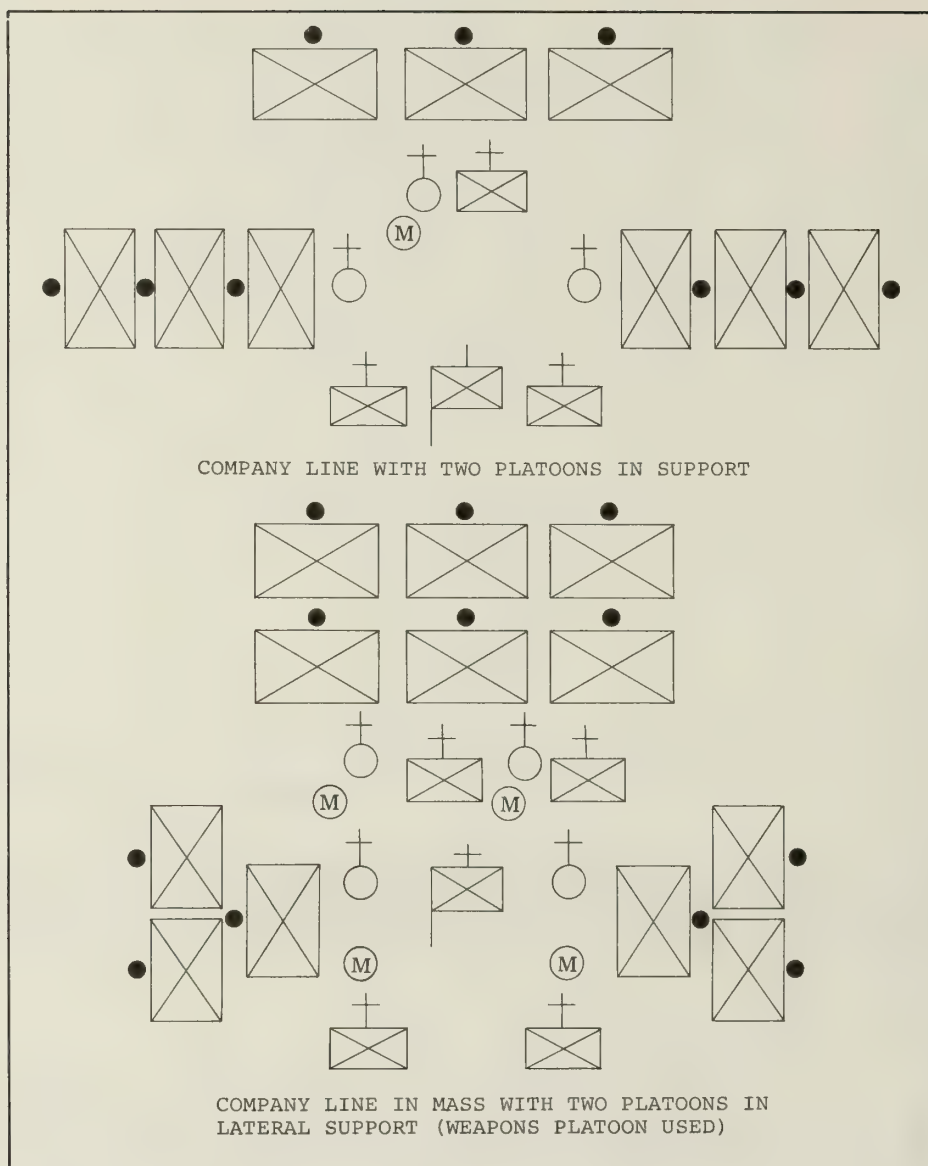 M
COMPANY LINE WITH TWO PLATOONS IN SUPPORT
M M
M M
COMPANY LINE IN MASS WITH TWO PLATOONS IN
LATERAL SUPPORT (WEAPONS PLATOON USED)